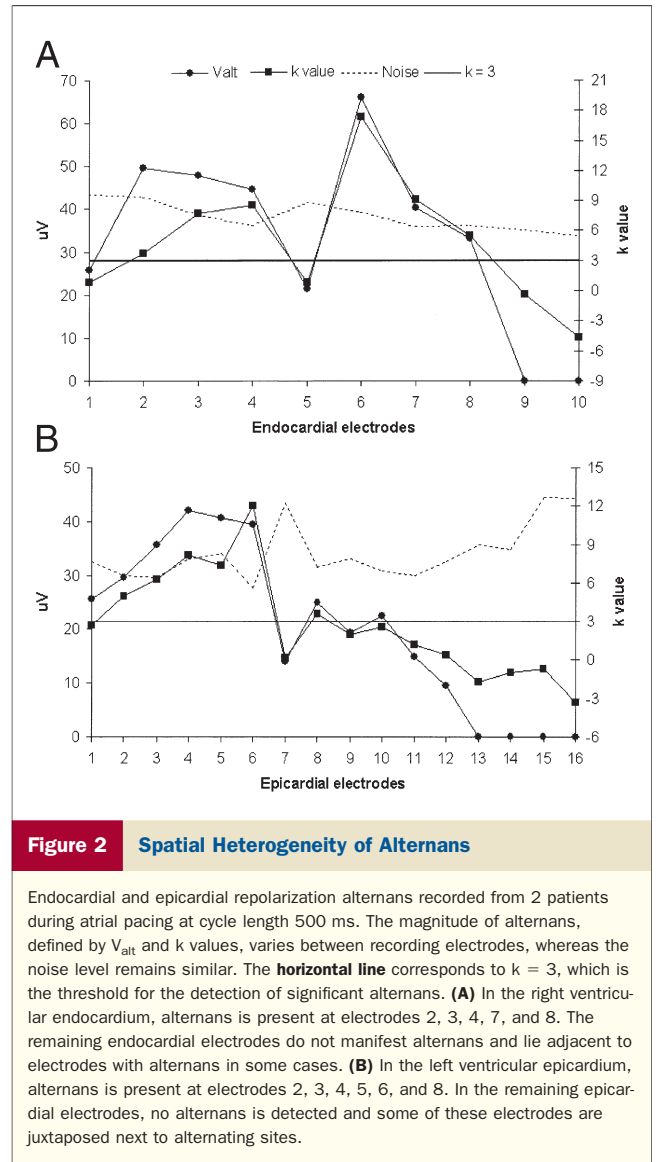 A
Valt k value Noise k = 3
70
60
50
40
30
20
10
0
uV
21
18
15
12
9
6
3
0
-3
-6
-9
k value
1 2 3 4 5 6 7 8 9 10
Endocardial electrodes
B
50
40
30
20
10
0
uV
15
12
9
6
3
0
-3
-6
k value
1 2 3 4 5 6 7 8 9 10 11 12 13 14 15 16
Epicardial electrodes
Figure 2 Spatial Heterogeneity of Alternans
Endocardial and epicardial repolarization alternans recorded from 2 patients
during atrial pacing at cycle length 500 ms. The magnitude of alternans,
defined by Valt and k values, varies between recording electrodes, whereas the
noise level remains similar. The horizontal line corresponds to k = 3, which is
the threshold for the detection of significant alternans. (A) In the right ventricu-
lar endocardium, alternans is present at electrodes 2, 3, 4, 7, and 8. The
remaining endocardial electrodes do not manifest alternans and lie adjacent to
electrodes with alternans in some cases. (B) In the left ventricular epicardium,
alternans is present at electrodes 2, 3, 4, 5, 6, and 8. In the remaining epicar-
dial electrodes, no alternans is detected and some of these electrodes are
juxtaposed next to alternating sites.